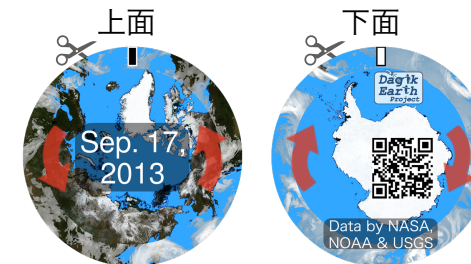 上面
下面
Sep. 17,
2013
Dagik
Earth
Project
Data by NASA,
NOAA & USGS